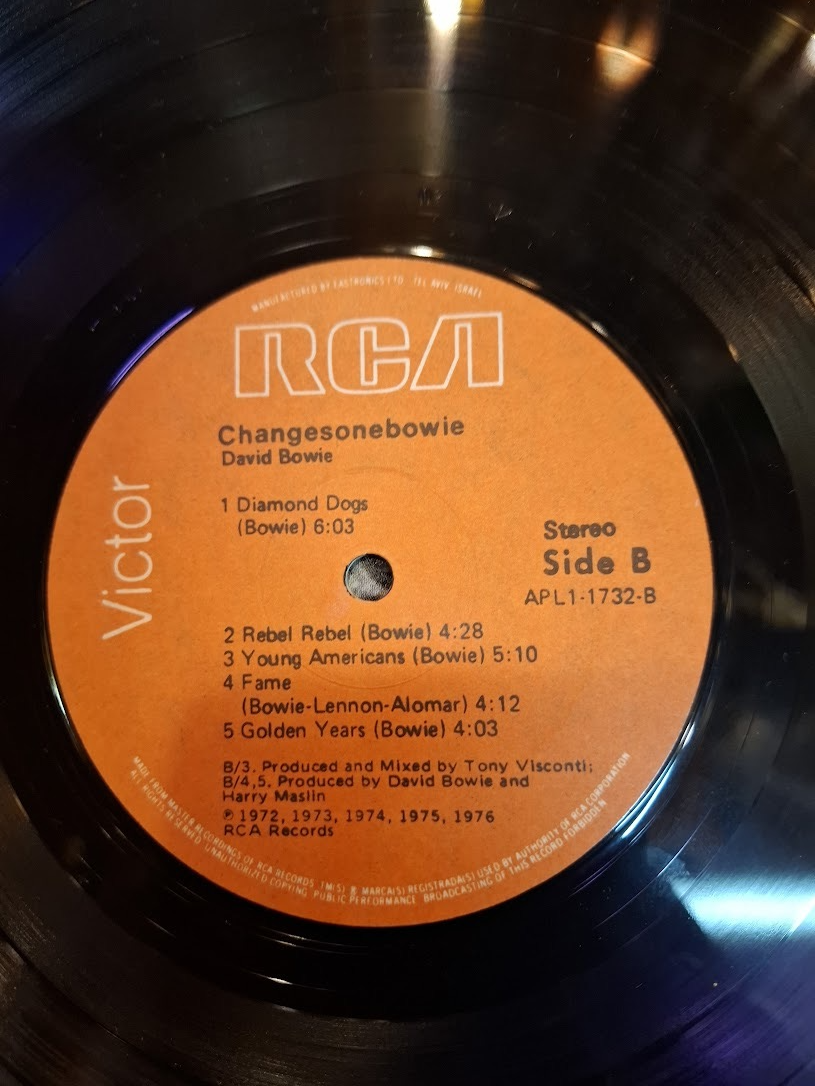 MANUFACTURED BY EASTRONICS LTD. TEL AVIV ISRAEL
RCA
Victor
Changesonebowie
David Bowie
1 Diamond Dogs
(Bowie) 6:03
Stereo
Side B
APL1-1732-B
2 Rebel Rebel (Bowie) 4:28
3 Young Americans (Bowie) 5:10
4 Fame
(Bowie-Lennon-Alomar) 4:12
5 Golden Years (Bowie) 4:03
B/3. Produced and Mixed by Tony Visconti;
B/4,5. Produced by David Bowie and
Harry Maslin
℗ 1972, 1973, 1974, 1975, 1976
RCA Records
MADE FROM MASTER RECORDINGS OF RCA RECORDS TM(S) ® MARCA(S) REGISTRADA(S) USED BY AUTHORITY OF RCA CORPORATION
ALL RIGHTS RESERVED UNAUTHORIZED COPYING PUBLIC PERFORMANCE BROADCASTING OF THIS RECORD FORBIDDEN